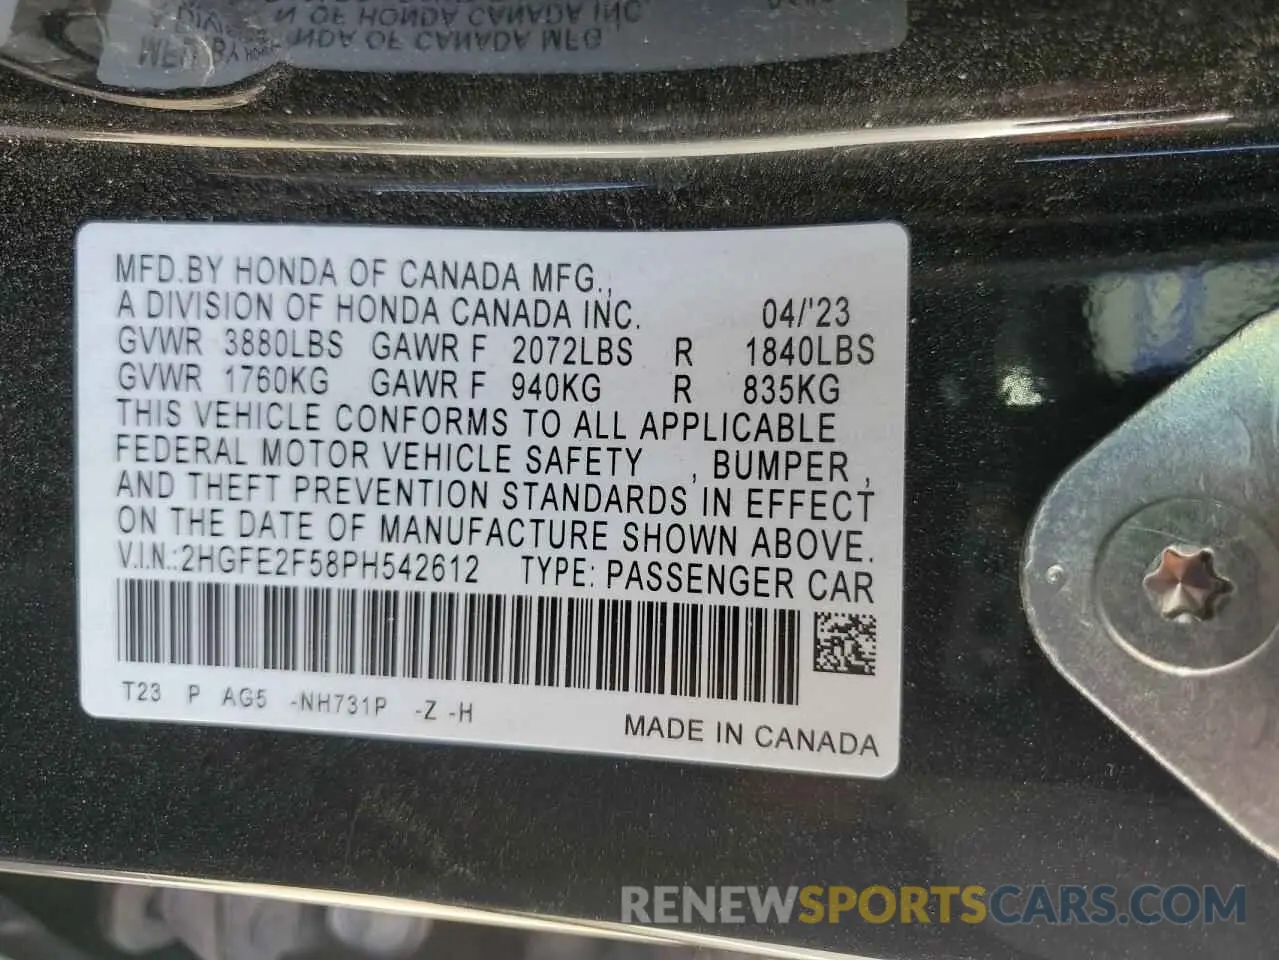 MFD.BY HONDA OF CANADA MFG.,
A DIVISION OF HONDA CANADA INC. 04/'23
GVWR 3880LBS GAWR F 2072LBS R 1840LBS
GVWR 1760KG GAWR F 940KG R 835KG
THIS VEHICLE CONFORMS TO ALL APPLICABLE
FEDERAL MOTOR VEHICLE SAFETY , BUMPER ,
AND THEFT PREVENTION STANDARDS IN EFFECT
ON THE DATE OF MANUFACTURE SHOWN ABOVE.
V.I.N.:2HGFE2F58PH542612 TYPE: PASSENGER CAR
T23 P AG5 -NH731P -Z -H
MADE IN CANADA
RENEWSPORTSCARS.COM